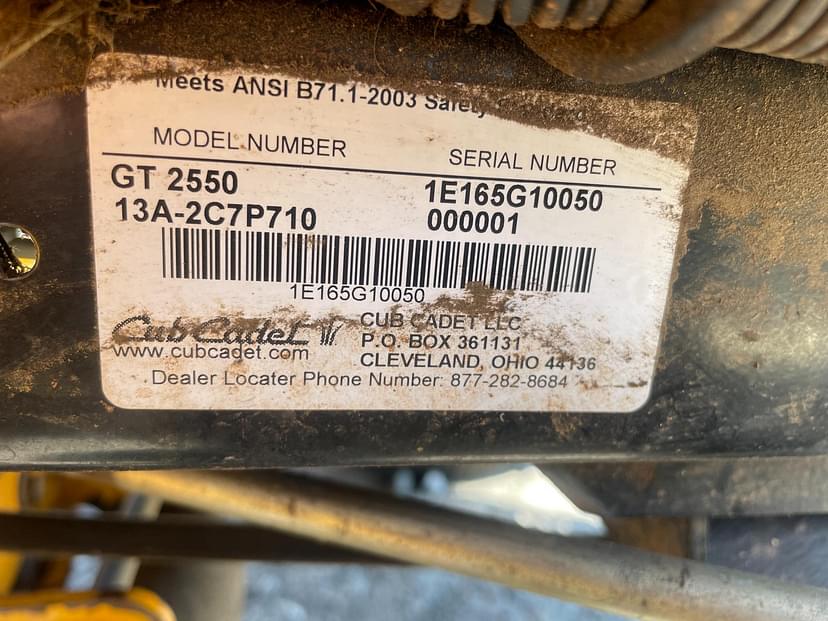 Meets ANSI B71.1-2003 Safety
MODEL NUMBER SERIAL NUMBER
GT 2550 1E165G10050
13A-2C7P710 000001
1E165G10050
Cub Cadet
CUB CADET LLC
www.cubcadet.com P.O. BOX 361131
CLEVELAND, OHIO 44136
Dealer Locater Phone Number: 877-282-8684